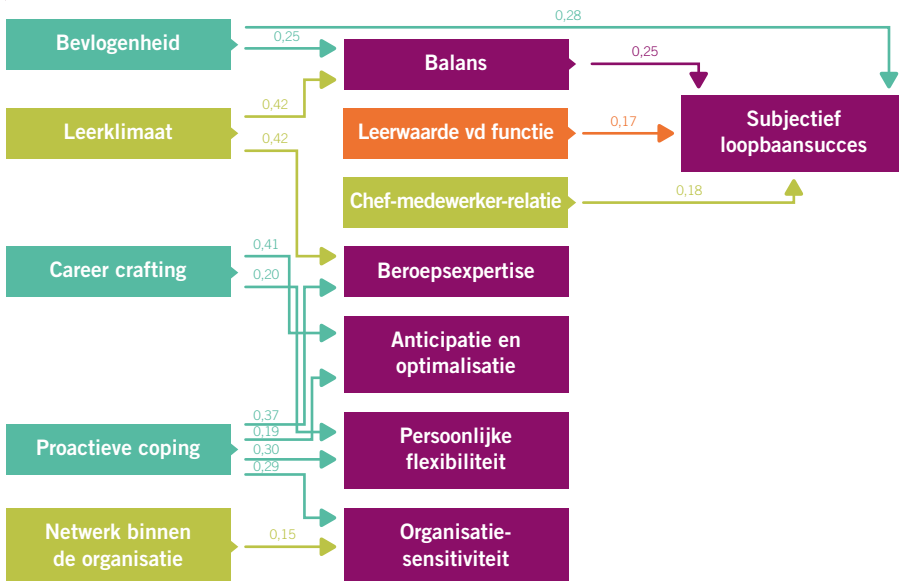 0,28
Bevlogenheid
0,25
Balans
0,25
Leerklimaat
0,42
0,42
Leerwaarde vd functie
0,17
Subjectief
loopbaansucces
Chef-medewerker-relatie
0,18
Career crafting
0,41
0,20
Beroepsexpertise
Anticipatie en
optimalisatie
Proactieve coping
0,37
0,19
0,30
0,29
Persoonlijke
flexibiliteit
Netwerk binnen
de organisatie
0,15
Organisatie-
sensitiviteit